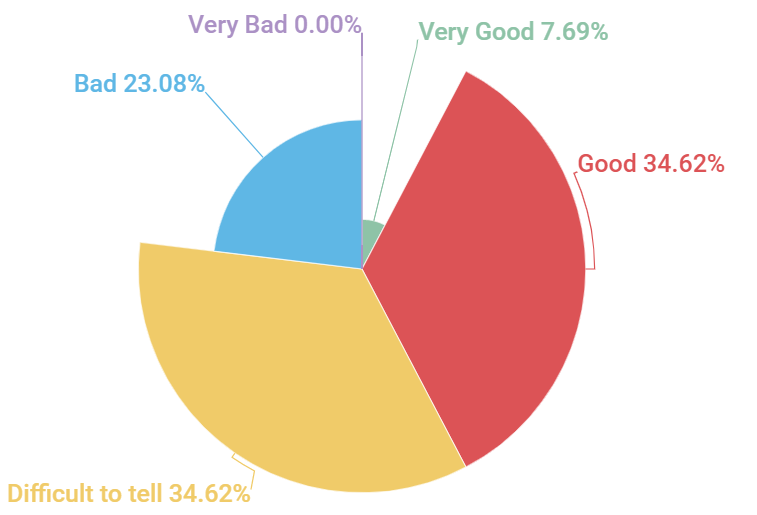 Very Bad 0.00%
Very Good 7.69%
Bad 23.08%
Good 34.62%
Difficult to tell 34.62%